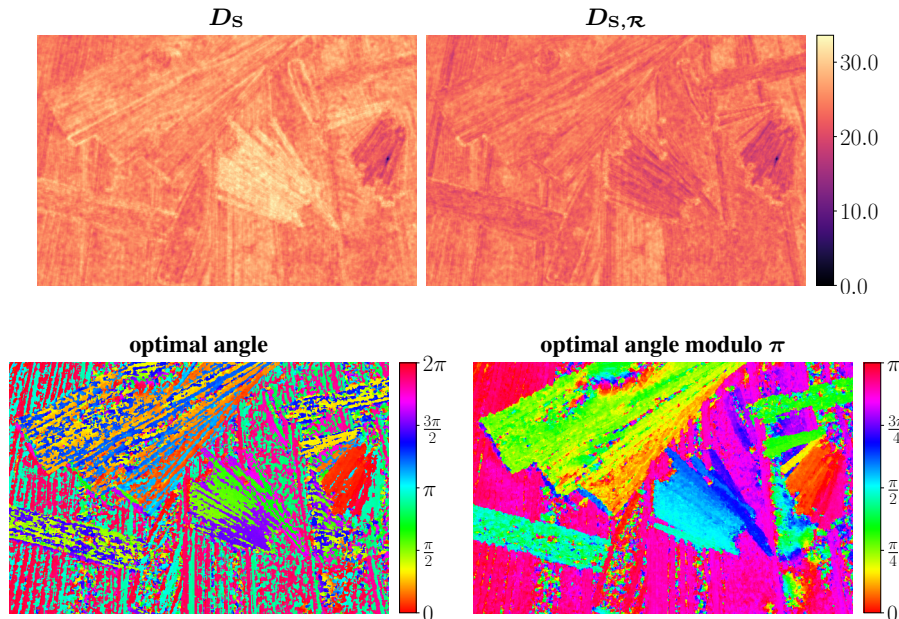 D_S
D_{S,𝓡}
30.0
20.0
10.0
0.0
optimal angle
optimal angle modulo π
2π
3π/2
π
π/2
0
π
3π/4
π/2
π/4
0